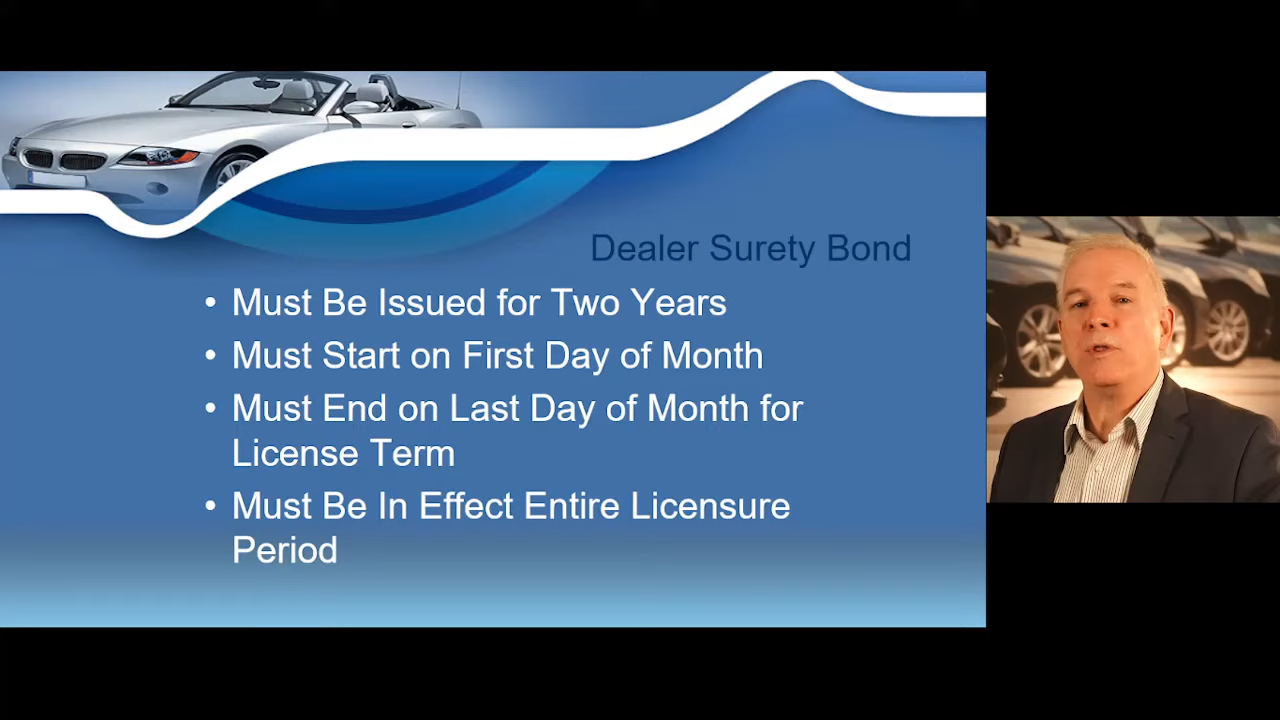 Dealer Surety Bond
• Must Be Issued for Two Years
• Must Start on First Day of Month
• Must End on Last Day of Month for
License Term
• Must Be In Effect Entire Licensure
Period